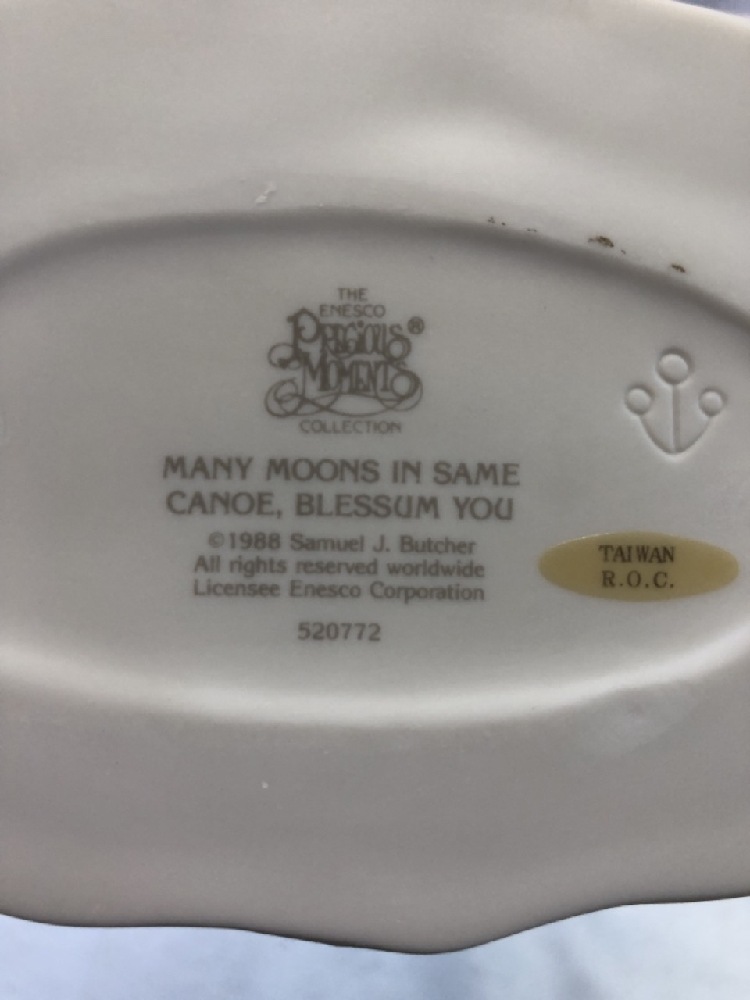 THE
ENESCO
PRECIOUS®
MOMENTS
COLLECTION
MANY MOONS IN SAME
CANOE, BLESSUM YOU
©1988 Samuel J. Butcher
All rights reserved worldwide
Licensee Enesco Corporation
520772
TAIWAN
R.O.C.